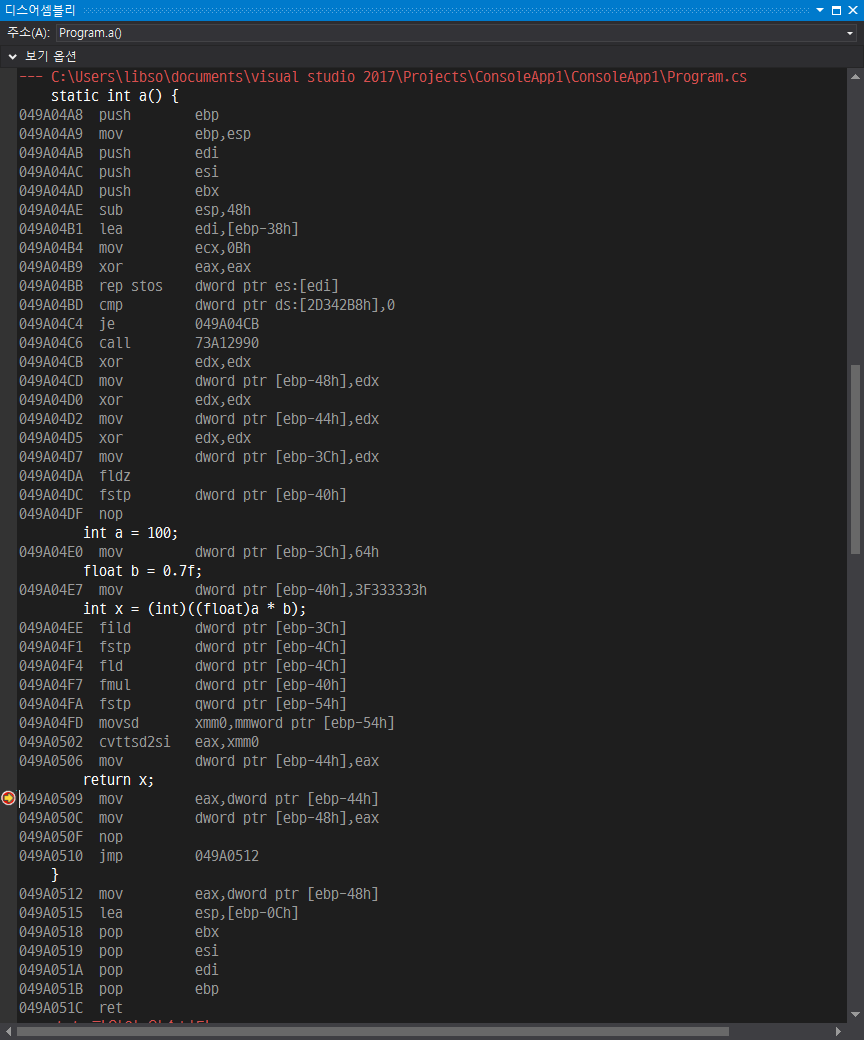 디스어셈블리
주소(A): Program.a()
보기 옵션
--- C:\Users\libso\documents\visual studio 2017\Projects\ConsoleApp1\ConsoleApp1\Program.cs
static int a() {
049A04A8 push ebp
049A04A9 mov ebp,esp
049A04AB push edi
049A04AC push esi
049A04AD push ebx
049A04AE sub esp,48h
049A04B1 lea edi,[ebp-38h]
049A04B4 mov ecx,0Bh
049A04B9 xor eax,eax
049A04BB rep stos dword ptr es:[edi]
049A04BD cmp dword ptr ds:[2D342B8h],0
049A04C4 je 049A04CB
049A04C6 call 73A12990
049A04CB xor edx,edx
049A04CD mov dword ptr [ebp-48h],edx
049A04D0 xor edx,edx
049A04D2 mov dword ptr [ebp-44h],edx
049A04D5 xor edx,edx
049A04D7 mov dword ptr [ebp-3Ch],edx
049A04DA fldz
049A04DC fstp dword ptr [ebp-40h]
049A04DF nop
int a = 100;
049A04E0 mov dword ptr [ebp-3Ch],64h
float b = 0.7f;
049A04E7 mov dword ptr [ebp-40h],3F333333h
int x = (int)((float)a * b);
049A04EE fild dword ptr [ebp-3Ch]
049A04F1 fstp dword ptr [ebp-4Ch]
049A04F4 fld dword ptr [ebp-4Ch]
049A04F7 fmul dword ptr [ebp-40h]
049A04FA fstp qword ptr [ebp-54h]
049A04FD movsd xmm0,mmword ptr [ebp-54h]
049A0502 cvttsd2si eax,xmm0
049A0506 mov dword ptr [ebp-44h],eax
return x;
049A0509 mov eax,dword ptr [ebp-44h]
049A050C mov dword ptr [ebp-48h],eax
049A050F nop
049A0510 jmp 049A0512
}
049A0512 mov eax,dword ptr [ebp-48h]
049A0515 lea esp,[ebp-0Ch]
049A0518 pop ebx
049A0519 pop esi
049A051A pop edi
049A051B pop ebp
049A051C ret